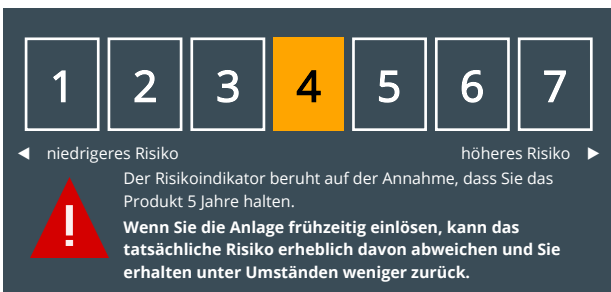 1 2 3 4 5 6 7
niedrigeres Risiko höheres Risiko
Der Risikoindikator beruht auf der Annahme, dass Sie das
Produkt 5 Jahre halten.
Wenn Sie die Anlage frühzeitig einlösen, kann das
tatsächliche Risiko erheblich davon abweichen und Sie
erhalten unter Umständen weniger zurück.